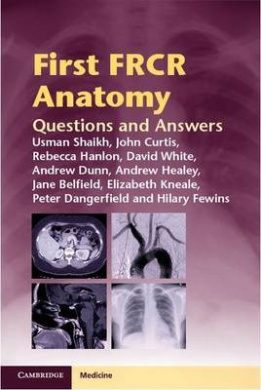 First FRCR
Anatomy
Questions and Answers
Usman Shaikh, John Curtis,
Rebecca Hanlon, David White,
Andrew Dunn, Andrew Healey,
Jane Belfield, Elizabeth Kneale,
Peter Dangerfield and Hilary Fewins
CAMBRIDGE
Medicine